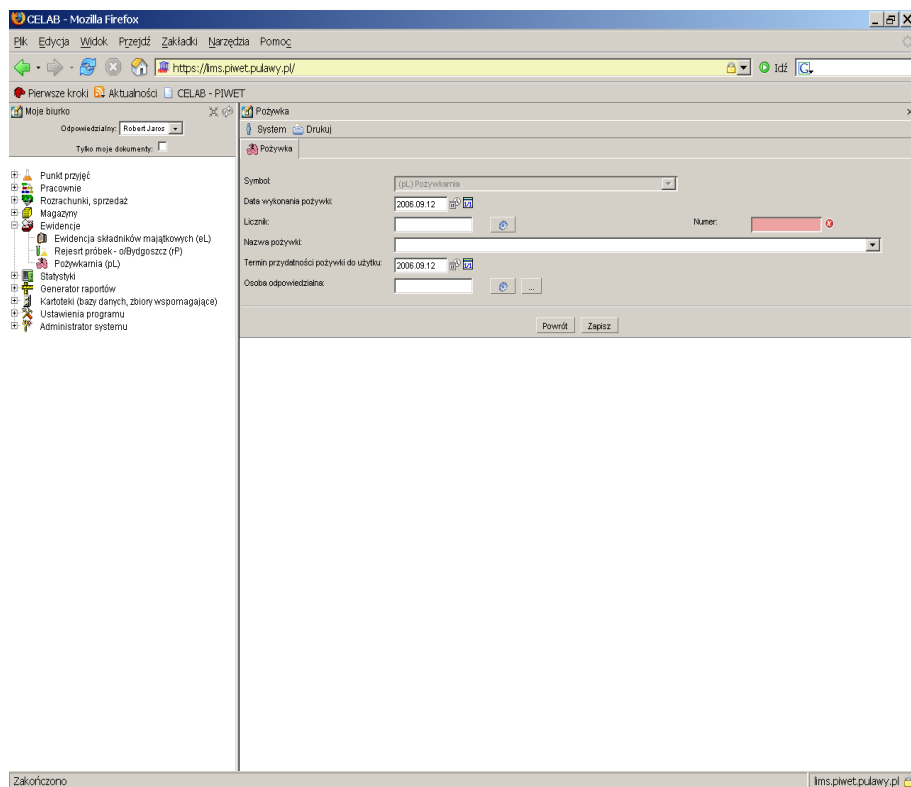 CELAB - Mozilla Firefox
Plik Edycja Widok Przejdź Zakładki Narzędzia Pomoc
https://lims.piwet.pulawy.pl/
Idź
Pierwsze kroki Aktualności CELAB - PIWET
Moje biurko
Odpowiedzialny: Robert Jaros
Tylko moje dokumenty:
Punkt przyjęć
Pracownie
Rozrachunki, sprzedaż
Magazyny
Ewidencje
Ewidencja składników majątkowych (eL)
Rejesrt próbek - o/Bydgoszcz (rP)
Pożywkarnia (pL)
Statystyki
Generator raportów
Kartoteki (bazy danych, zbiory wspomagające)
Ustawienia programu
Administrator systemu
Pożywka
System Drukuj
Pożywka
Symbol: (pL) Pożywkarnia
Data wykonania pożywki: 2006.09.12
Licznik: Numer:
Nazwa pożywki:
Termin przydatności pożywki do użytku: 2006.09.12
Osoba odpowiedzialna: ...
Powrót Zapisz
Zakończono
lims.piwet.pulawy.pl